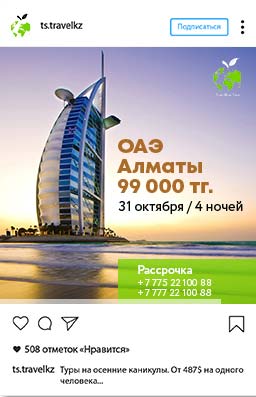 ts.travelkz
Подписаться
ОАЭ
Алматы
99 000 тг.
31 октября / 4 ночей
Рассрочка
+7 775 22 100 88
+7 777 22 100 88
508 отметок «Нравится»
ts.travelkz Туры на осенние каникулы. От 487$ на одного
человека...